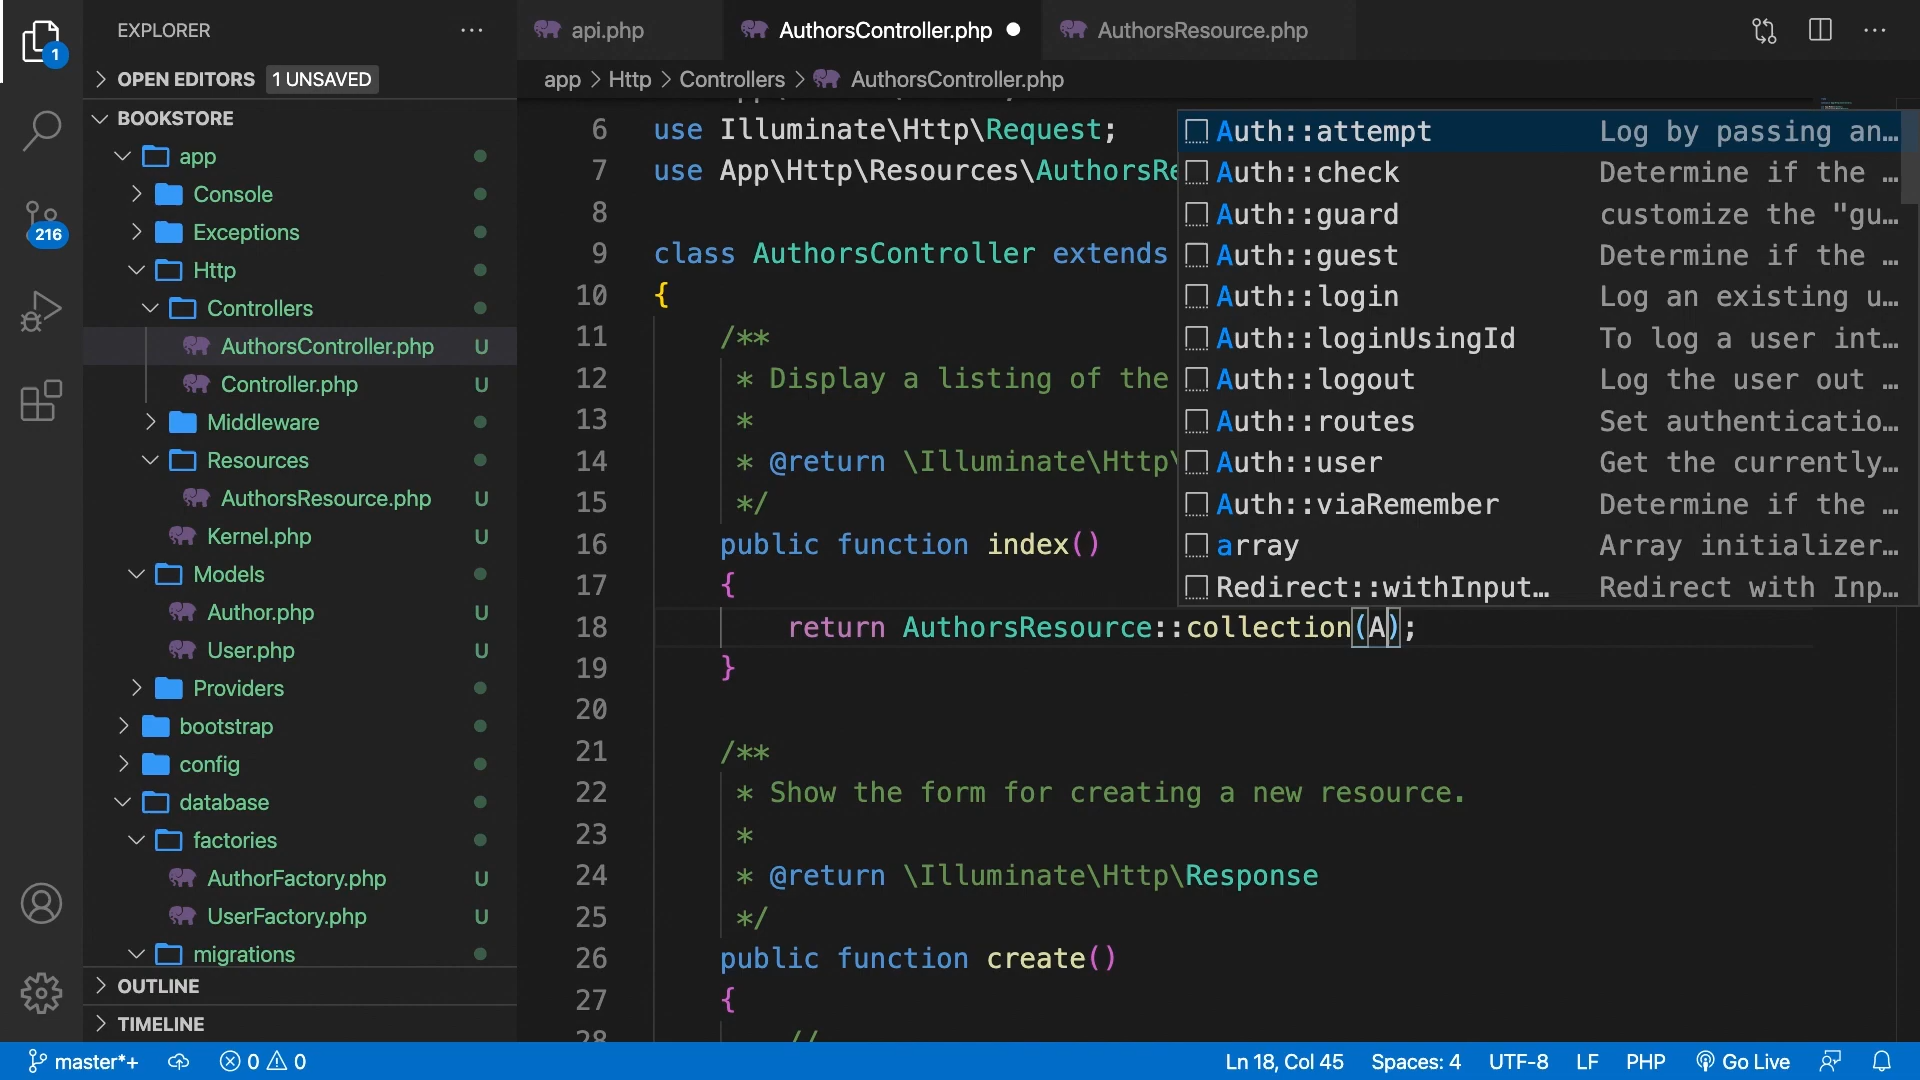 EXPLORER
OPEN EDITORS 1 UNSAVED
BOOKSTORE
app
Console
Exceptions
Http
Controllers
AuthorsController.php U
Controller.php U
Middleware
Resources
AuthorsResource.php U
Kernel.php U
Models
Author.php U
User.php U
Providers
bootstrap
config
database
factories
AuthorFactory.php U
UserFactory.php U
migrations
OUTLINE
TIMELINE
1
216
api.php AuthorsController.php AuthorsResource.php
app > Http > Controllers > AuthorsController.php
6 use Illuminate\Http\Request;
7 use App\Http\Resources\AuthorsRe
8
9 class AuthorsController extends
10 {
11 /**
12 * Display a listing of the
13 *
14 * @return \Illuminate\Http\
15 */
16 public function index()
17 {
18 return AuthorsResource::collection(A);
19 }
20
21 /**
22 * Show the form for creating a new resource.
23 *
24 * @return \Illuminate\Http\Response
25 */
26 public function create()
27 {
28 //
Auth::attempt Log by passing an…
Auth::check Determine if the …
Auth::guard customize the "gu…
Auth::guest Determine if the …
Auth::login Log an existing u…
Auth::loginUsingId To log a user int…
Auth::logout Log the user out …
Auth::routes Set authenticatio…
Auth::user Get the currently…
Auth::viaRemember Determine if the …
array Array initializer…
Redirect::withInput… Redirect with Inp…
master*+ 0 0 Ln 18, Col 45 Spaces: 4 UTF-8 LF PHP Go Live